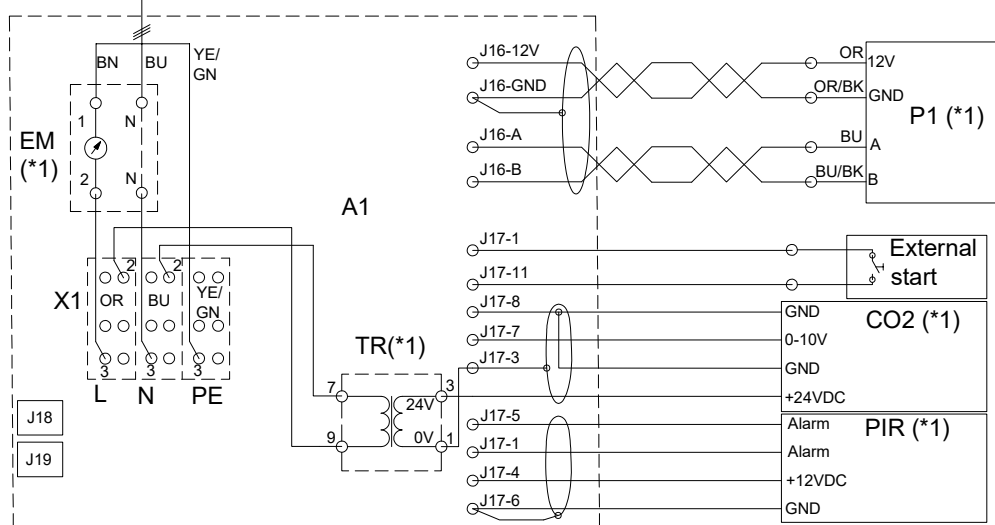 BN
BU
YE/
GN
1
N
EM
(*1)
2
N
A1
2
2
X1
OR
BU
YE/
GN
3
3
3
L
N
PE
J18
J19
TR(*1)
7
3
24V
9
0V
1
J16-12V
J16-GND
J16-A
J16-B
OR
12V
OR/BK
GND
P1 (*1)
BU
A
BU/BK
B
J17-1
J17-11
External
start
J17-8
GND
CO2 (*1)
J17-7
0-10V
J17-3
GND
+24VDC
J17-5
Alarm
PIR (*1)
J17-1
Alarm
J17-4
+12VDC
J17-6
GND